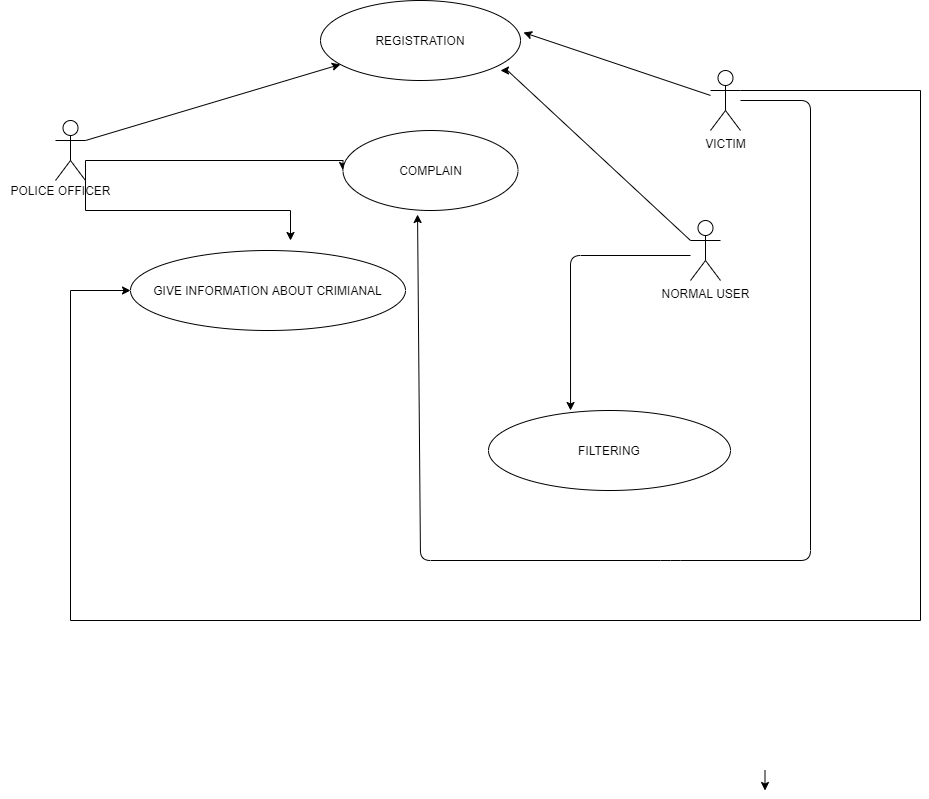 REGISTRATION
VICTIM
COMPLAIN
POLICE OFFICER
GIVE INFORMATION ABOUT CRIMIANAL
NORMAL USER
FILTERING